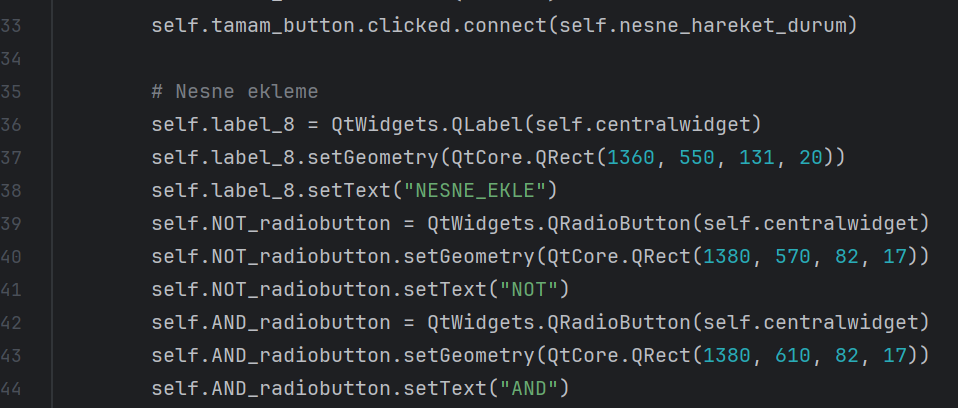 33 self.tamam_button.clicked.connect(self.nesne_hareket_durum)
34
35 # Nesne ekleme
36 self.label_8 = QtWidgets.QLabel(self.centralwidget)
37 self.label_8.setGeometry(QtCore.QRect(1360, 550, 131, 20))
38 self.label_8.setText("NESNE_EKLE")
39 self.NOT_radiobutton = QtWidgets.QRadioButton(self.centralwidget)
40 self.NOT_radiobutton.setGeometry(QtCore.QRect(1380, 570, 82, 17))
41 self.NOT_radiobutton.setText("NOT")
42 self.AND_radiobutton = QtWidgets.QRadioButton(self.centralwidget)
43 self.AND_radiobutton.setGeometry(QtCore.QRect(1380, 610, 82, 17))
44 self.AND_radiobutton.setText("AND")